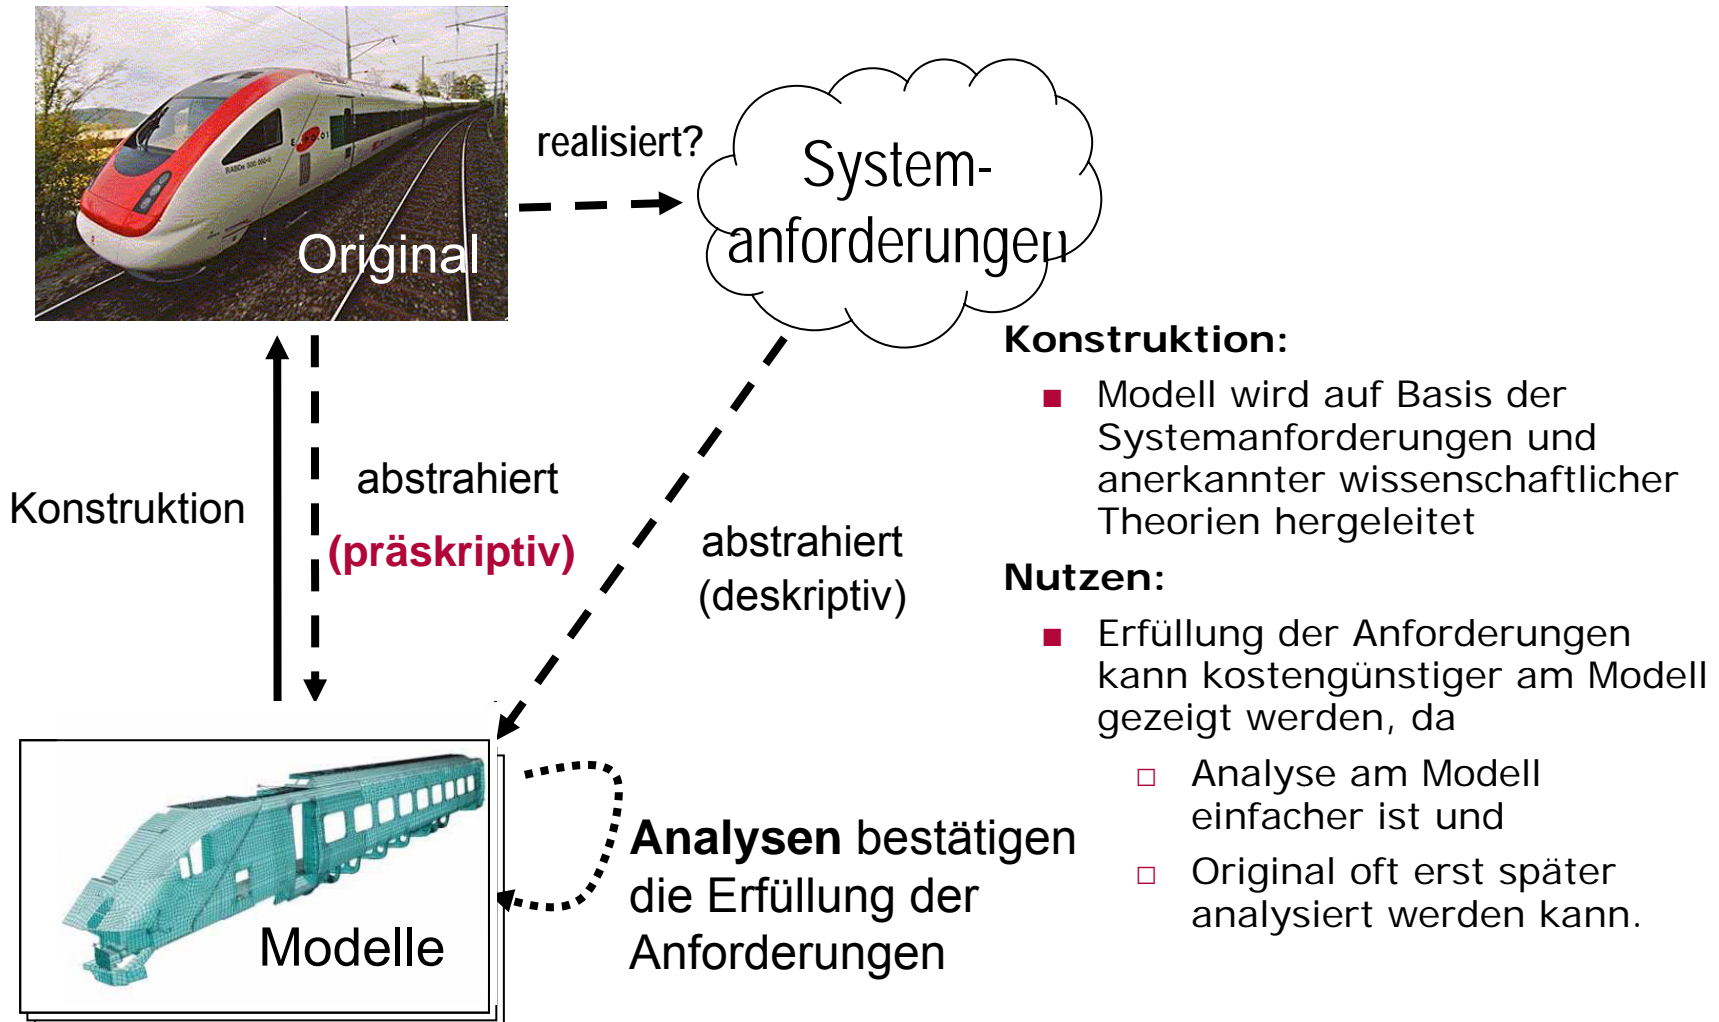 Original
realisiert?
System-
anforderungen
Konstruktion
abstrahiert
(präskriptiv)
abstrahiert
(deskriptiv)
Modelle
Analysen bestätigen
die Erfüllung der
Anforderungen
Konstruktion:
Modell wird auf Basis der
Systemanforderungen und
anerkannter wissenschaftlicher
Theorien hergeleitet
Nutzen:
Erfüllung der Anforderungen
kann kostengünstiger am Modell
gezeigt werden, da
Analyse am Modell
einfacher ist und
Original oft erst später
analysiert werden kann.